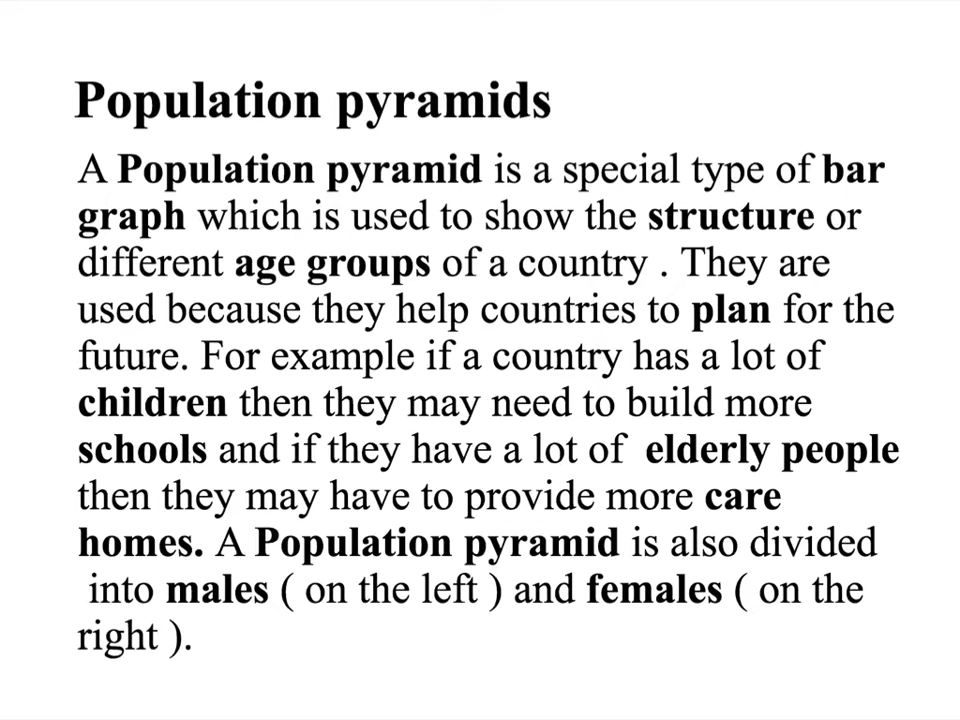 Population pyramids
A Population pyramid is a special type of bar
graph which is used to show the structure or
different age groups of a country . They are
used because they help countries to plan for the
future. For example if a country has a lot of
children then they may need to build more
schools and if they have a lot of  elderly people
then they may have to provide more care
homes. A Population pyramid is also divided
into males ( on the left ) and females ( on the
right ).